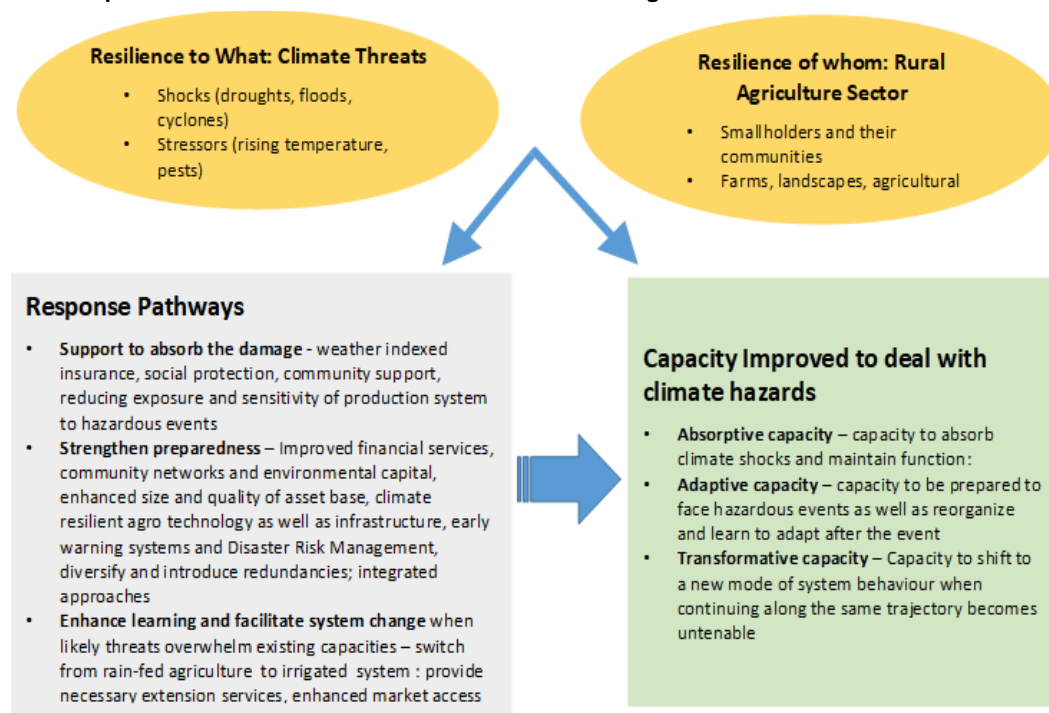 Resilience to What: Climate Threats
• Shocks (droughts, floods,
cyclones)
• Stressors (rising temperature,
pests)
Resilience of whom: Rural
Agriculture Sector
• Smallholders and their
communities
• Farms, landscapes, agricultural
Response Pathways
• Support to absorb the damage - weather indexed
insurance, social protection, community support,
reducing exposure and sensitivity of production system
to hazardous events
• Strengthen preparedness – Improved financial services,
community networks and environmental capital,
enhanced size and quality of asset base, climate
resilient agro technology as well as infrastructure, early
warning systems and Disaster Risk Management,
diversify and introduce redundancies; integrated
approaches
• Enhance learning and facilitate system change when
likely threats overwhelm existing capacities – switch
from rain-fed agriculture to irrigated system : provide
necessary extension services, enhanced market access
Capacity Improved to deal with
climate hazards
• Absorptive capacity – capacity to absorb
climate shocks and maintain function:
• Adaptive capacity – capacity to be prepared to
face hazardous events as well as reorganize
and learn to adapt after the event
• Transformative capacity – Capacity to shift to
a new mode of system behaviour when
continuing along the same trajectory becomes
untenable